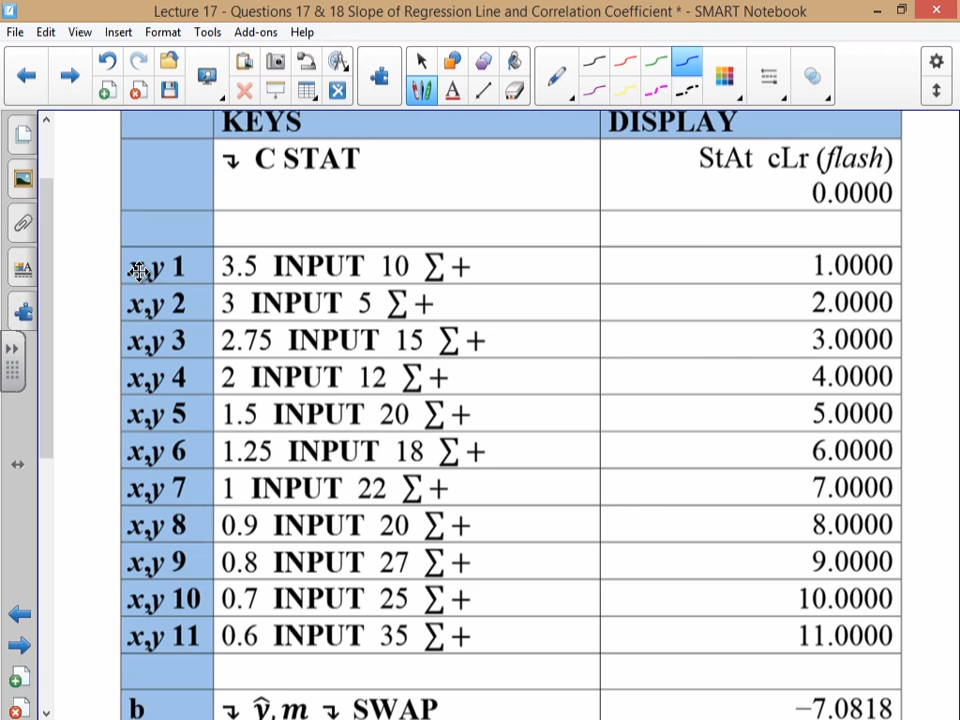 Lecture 17 - Questions 17 & 18 Slope of Regression Line and Correlation Coefficient * - SMART Notebook
File Edit View Insert Format Tools Add-ons Help
KEYS DISPLAY
↴ C STAT StAt cLr (flash)
0.0000
x,y 1 3.5 INPUT 10 ∑+ 1.0000
x,y 2 3 INPUT 5 ∑+ 2.0000
x,y 3 2.75 INPUT 15 ∑+ 3.0000
x,y 4 2 INPUT 12 ∑+ 4.0000
x,y 5 1.5 INPUT 20 ∑+ 5.0000
x,y 6 1.25 INPUT 18 ∑+ 6.0000
x,y 7 1 INPUT 22 ∑+ 7.0000
x,y 8 0.9 INPUT 20 ∑+ 8.0000
x,y 9 0.8 INPUT 27 ∑+ 9.0000
x,y 10 0.7 INPUT 25 ∑+ 10.0000
x,y 11 0.6 INPUT 35 ∑+ 11.0000
b ↴ ŷ,m ↴ SWAP −7.0818